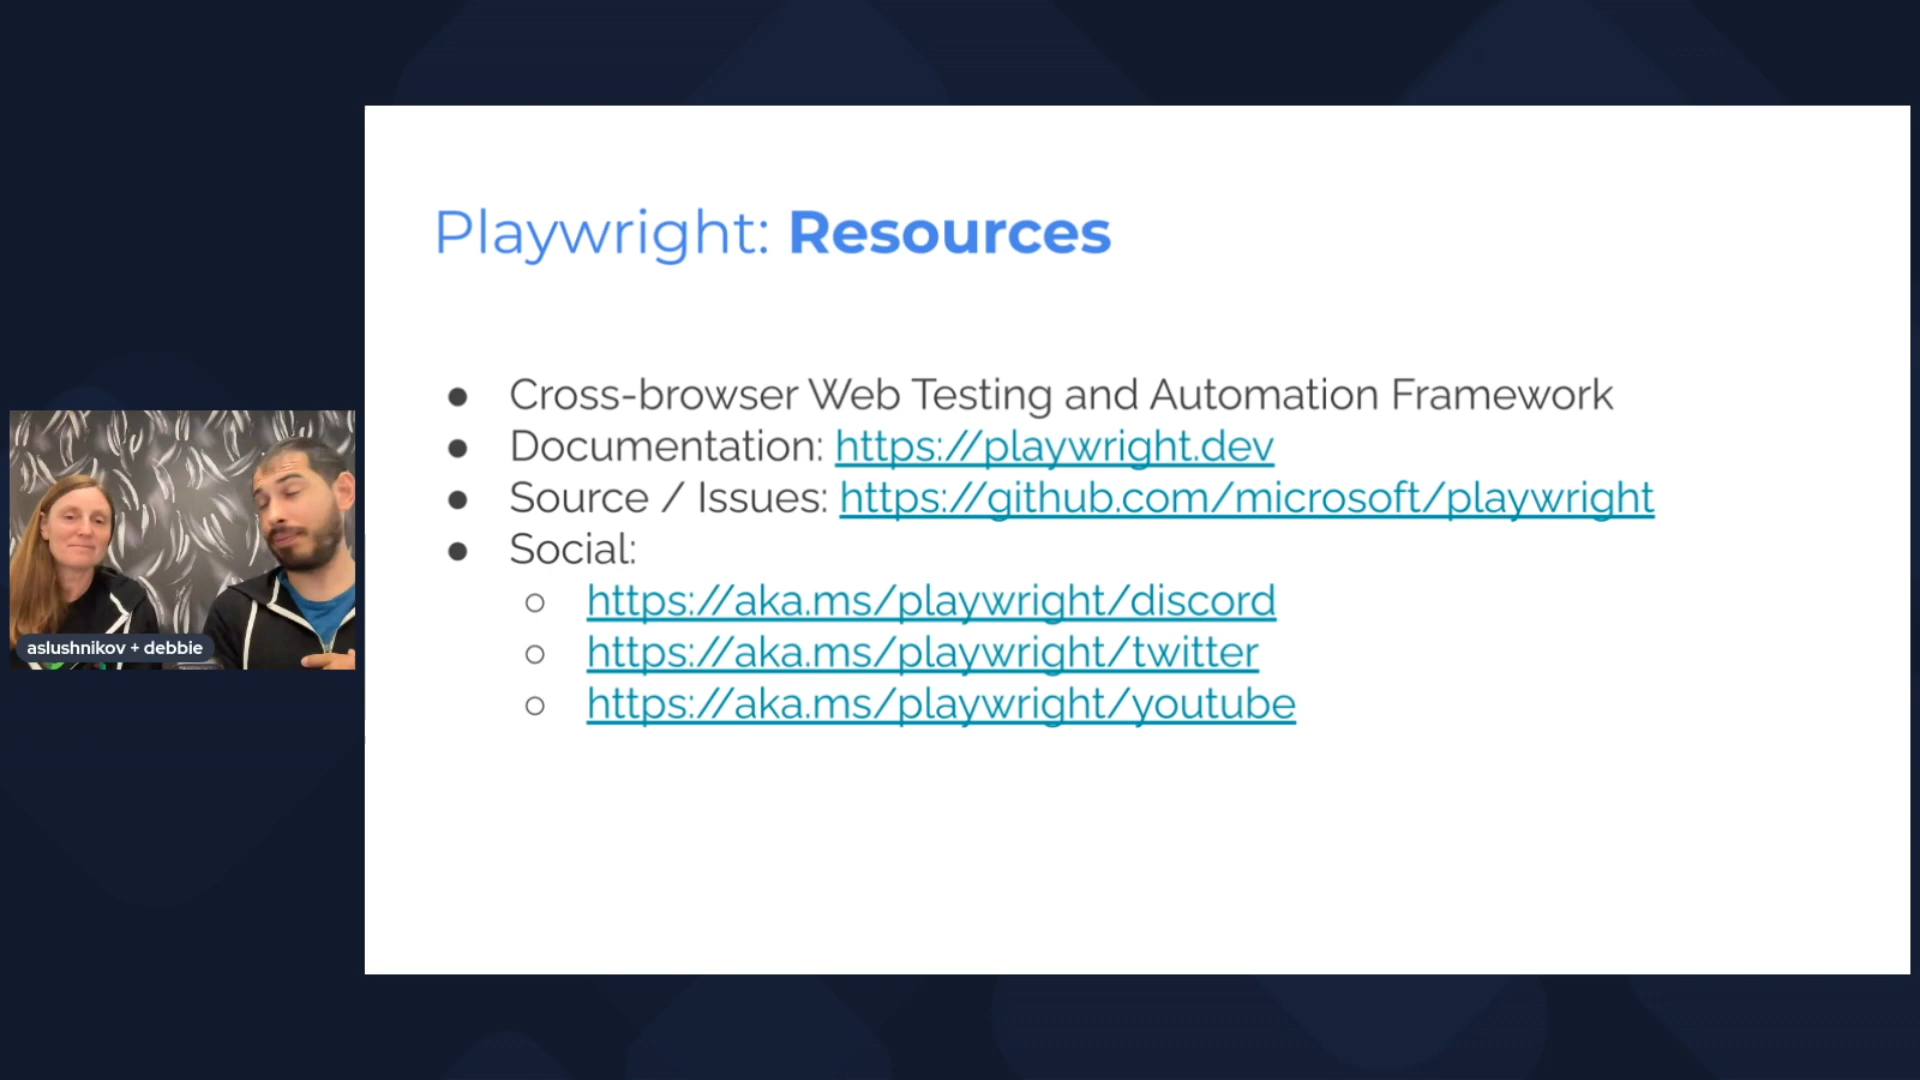 Playwright: Resources
● Cross-browser Web Testing and Automation Framework
● Documentation: https://playwright.dev
● Source / Issues: https://github.com/microsoft/playwright
● Social:
○ https://aka.ms/playwright/discord
○ https://aka.ms/playwright/twitter
○ https://aka.ms/playwright/youtube
aslushnikov + debbie